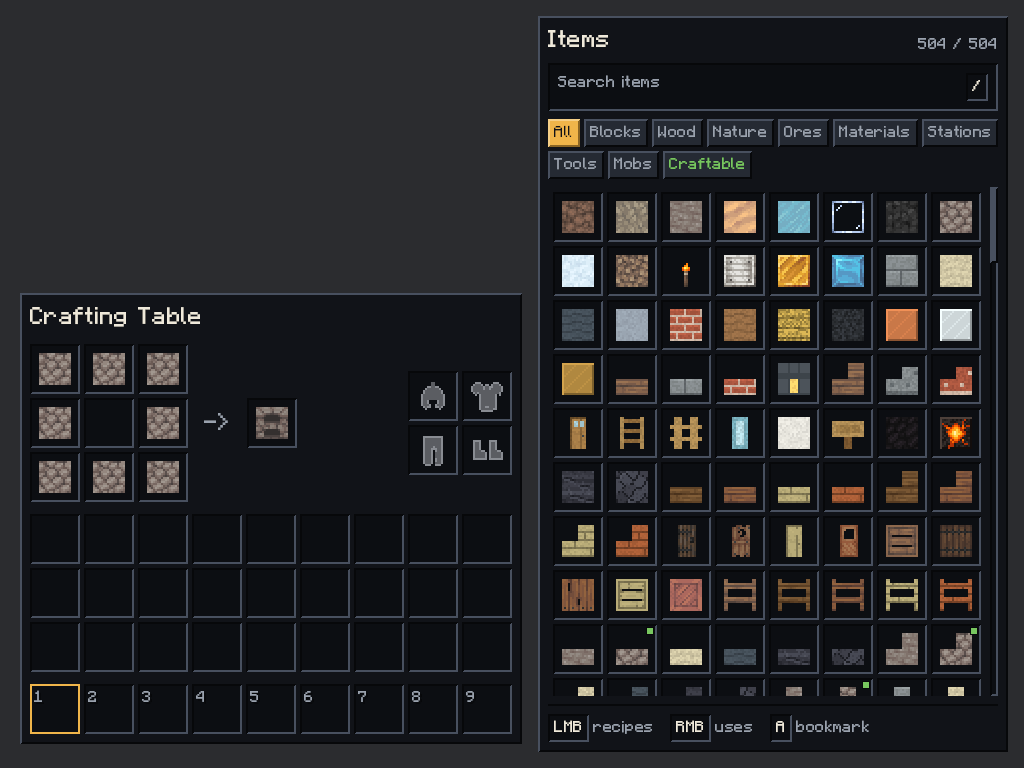 Items
504 / 504
Search items
/
All Blocks Wood Nature Ores Materials Stations
Tools Mobs Craftable
Crafting Table
->
1 2 3 4 5 6 7 8 9
LMB recipes RMB uses A bookmark